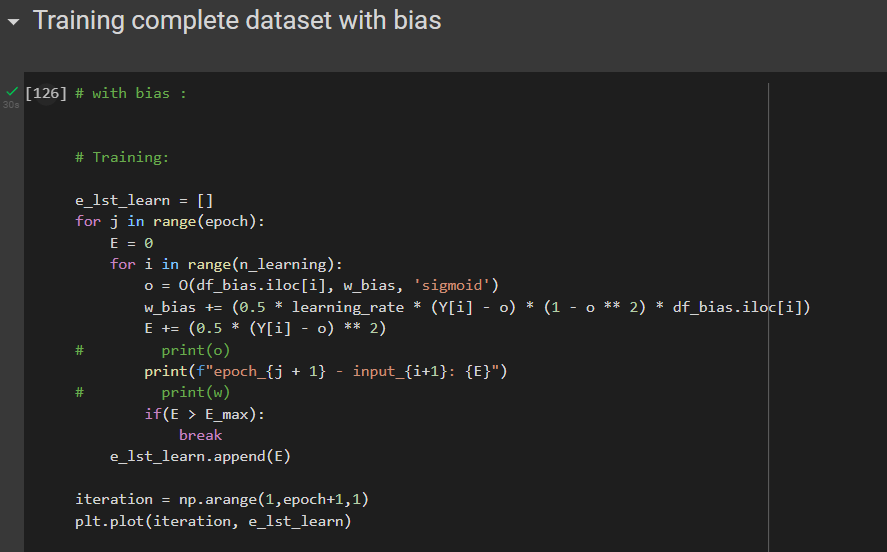 Training complete dataset with bias
[126] # with bias :
30s
# Training:
e_lst_learn = []
for j in range(epoch):
    E = 0
    for i in range(n_learning):
        o = O(df_bias.iloc[i], w_bias, 'sigmoid')
        w_bias += (0.5 * learning_rate * (Y[i] - o) * (1 - o ** 2) * df_bias.iloc[i])
        E += (0.5 * (Y[i] - o) ** 2)
#         print(o)
        print(f"epoch_{j + 1} - input_{i+1}: {E}")
#         print(w)
        if(E > E_max):
            break
    e_lst_learn.append(E)
iteration = np.arange(1,epoch+1,1)
plt.plot(iteration, e_lst_learn)